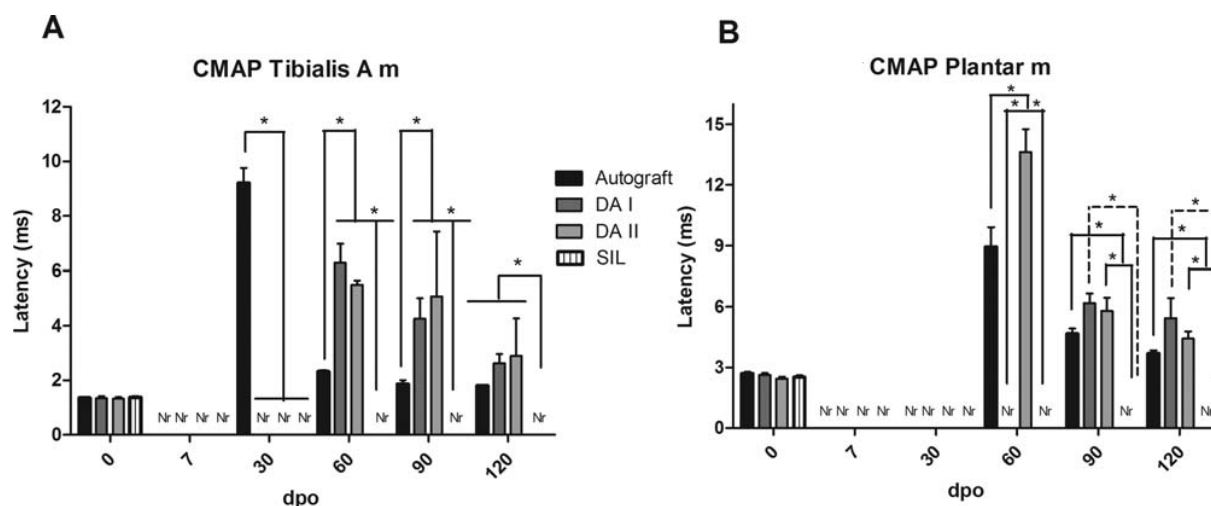 A
CMAP Tibialis A m
Latency (ms)
12
10
8
6
4
2
0
* * * * * *
Nr Nr Nr Nr Nr Nr Nr Nr Nr Nr
0 7 30 60 90 120
dpo
Autograft
DA I
DA II
SIL
B
CMAP Plantar m
Latency (ms)
15
12
9
6
3
0
* * * * * * * * *
Nr Nr Nr Nr Nr Nr Nr Nr Nr Nr Nr Nr
0 7 30 60 90 120
dpo